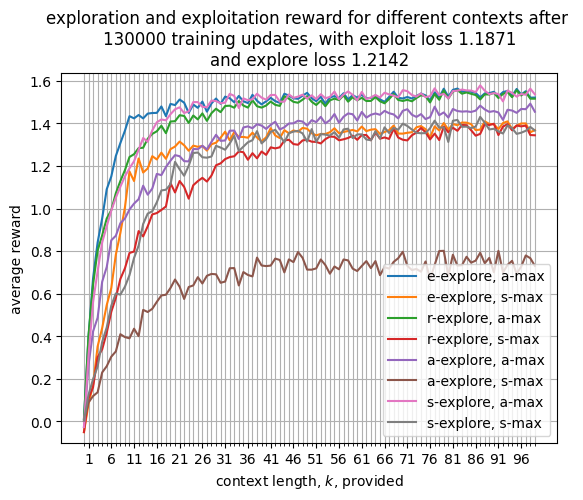 exploration and exploitation reward for different contexts after
130000 training updates, with exploit loss 1.1871
and explore loss 1.2142
1.6
1.4
1.2
1.0
0.8
0.6
0.4
0.2
0.0
average reward
e-explore, a-max
e-explore, s-max
r-explore, a-max
r-explore, s-max
a-explore, a-max
a-explore, s-max
s-explore, a-max
s-explore, s-max
1 6 11 16 21 26 31 36 41 46 51 56 61 66 71 76 81 86 91 96
context length, k, provided